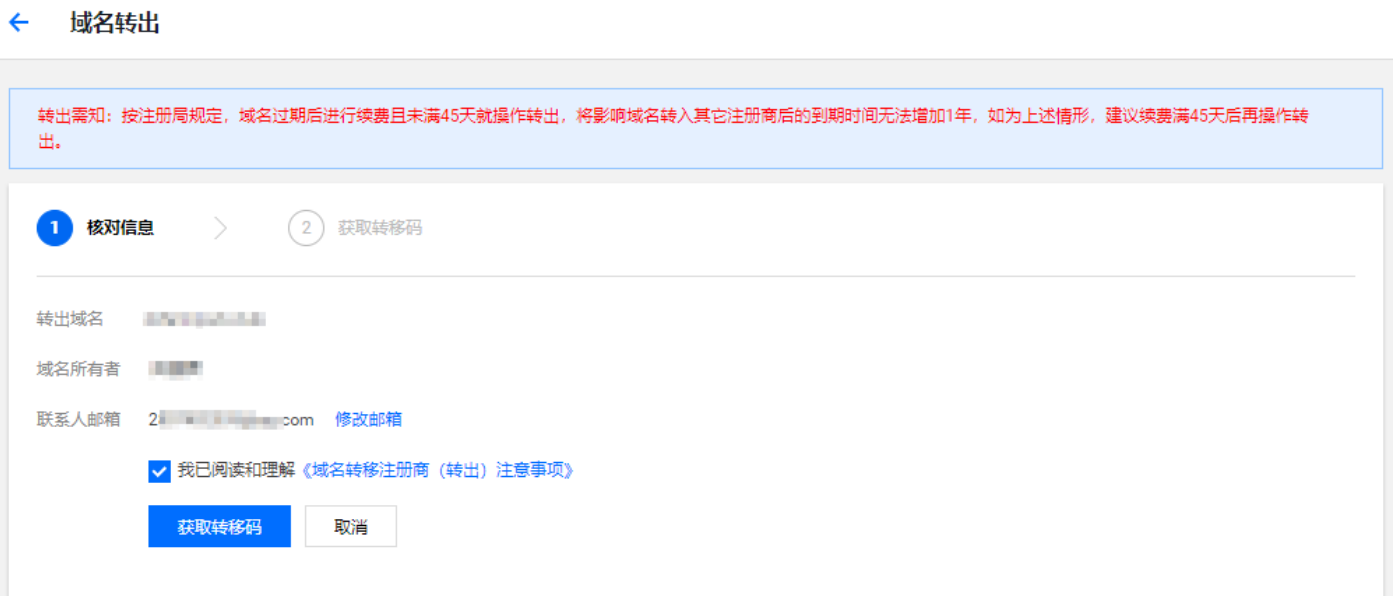 域名转出
转出需知：按注册局规定，域名过期后进行续费且未满45天就操作转出，将影响域名转入其它注册商后的到期时间无法增加1年，如为上述情形，建议续费满45天后再操作转
出。
1 核对信息 2 获取转移码
转出域名
域名所有者
联系人邮箱 2 com 修改邮箱
我已阅读和理解《域名转移注册商（转出）注意事项》
获取转移码 取消